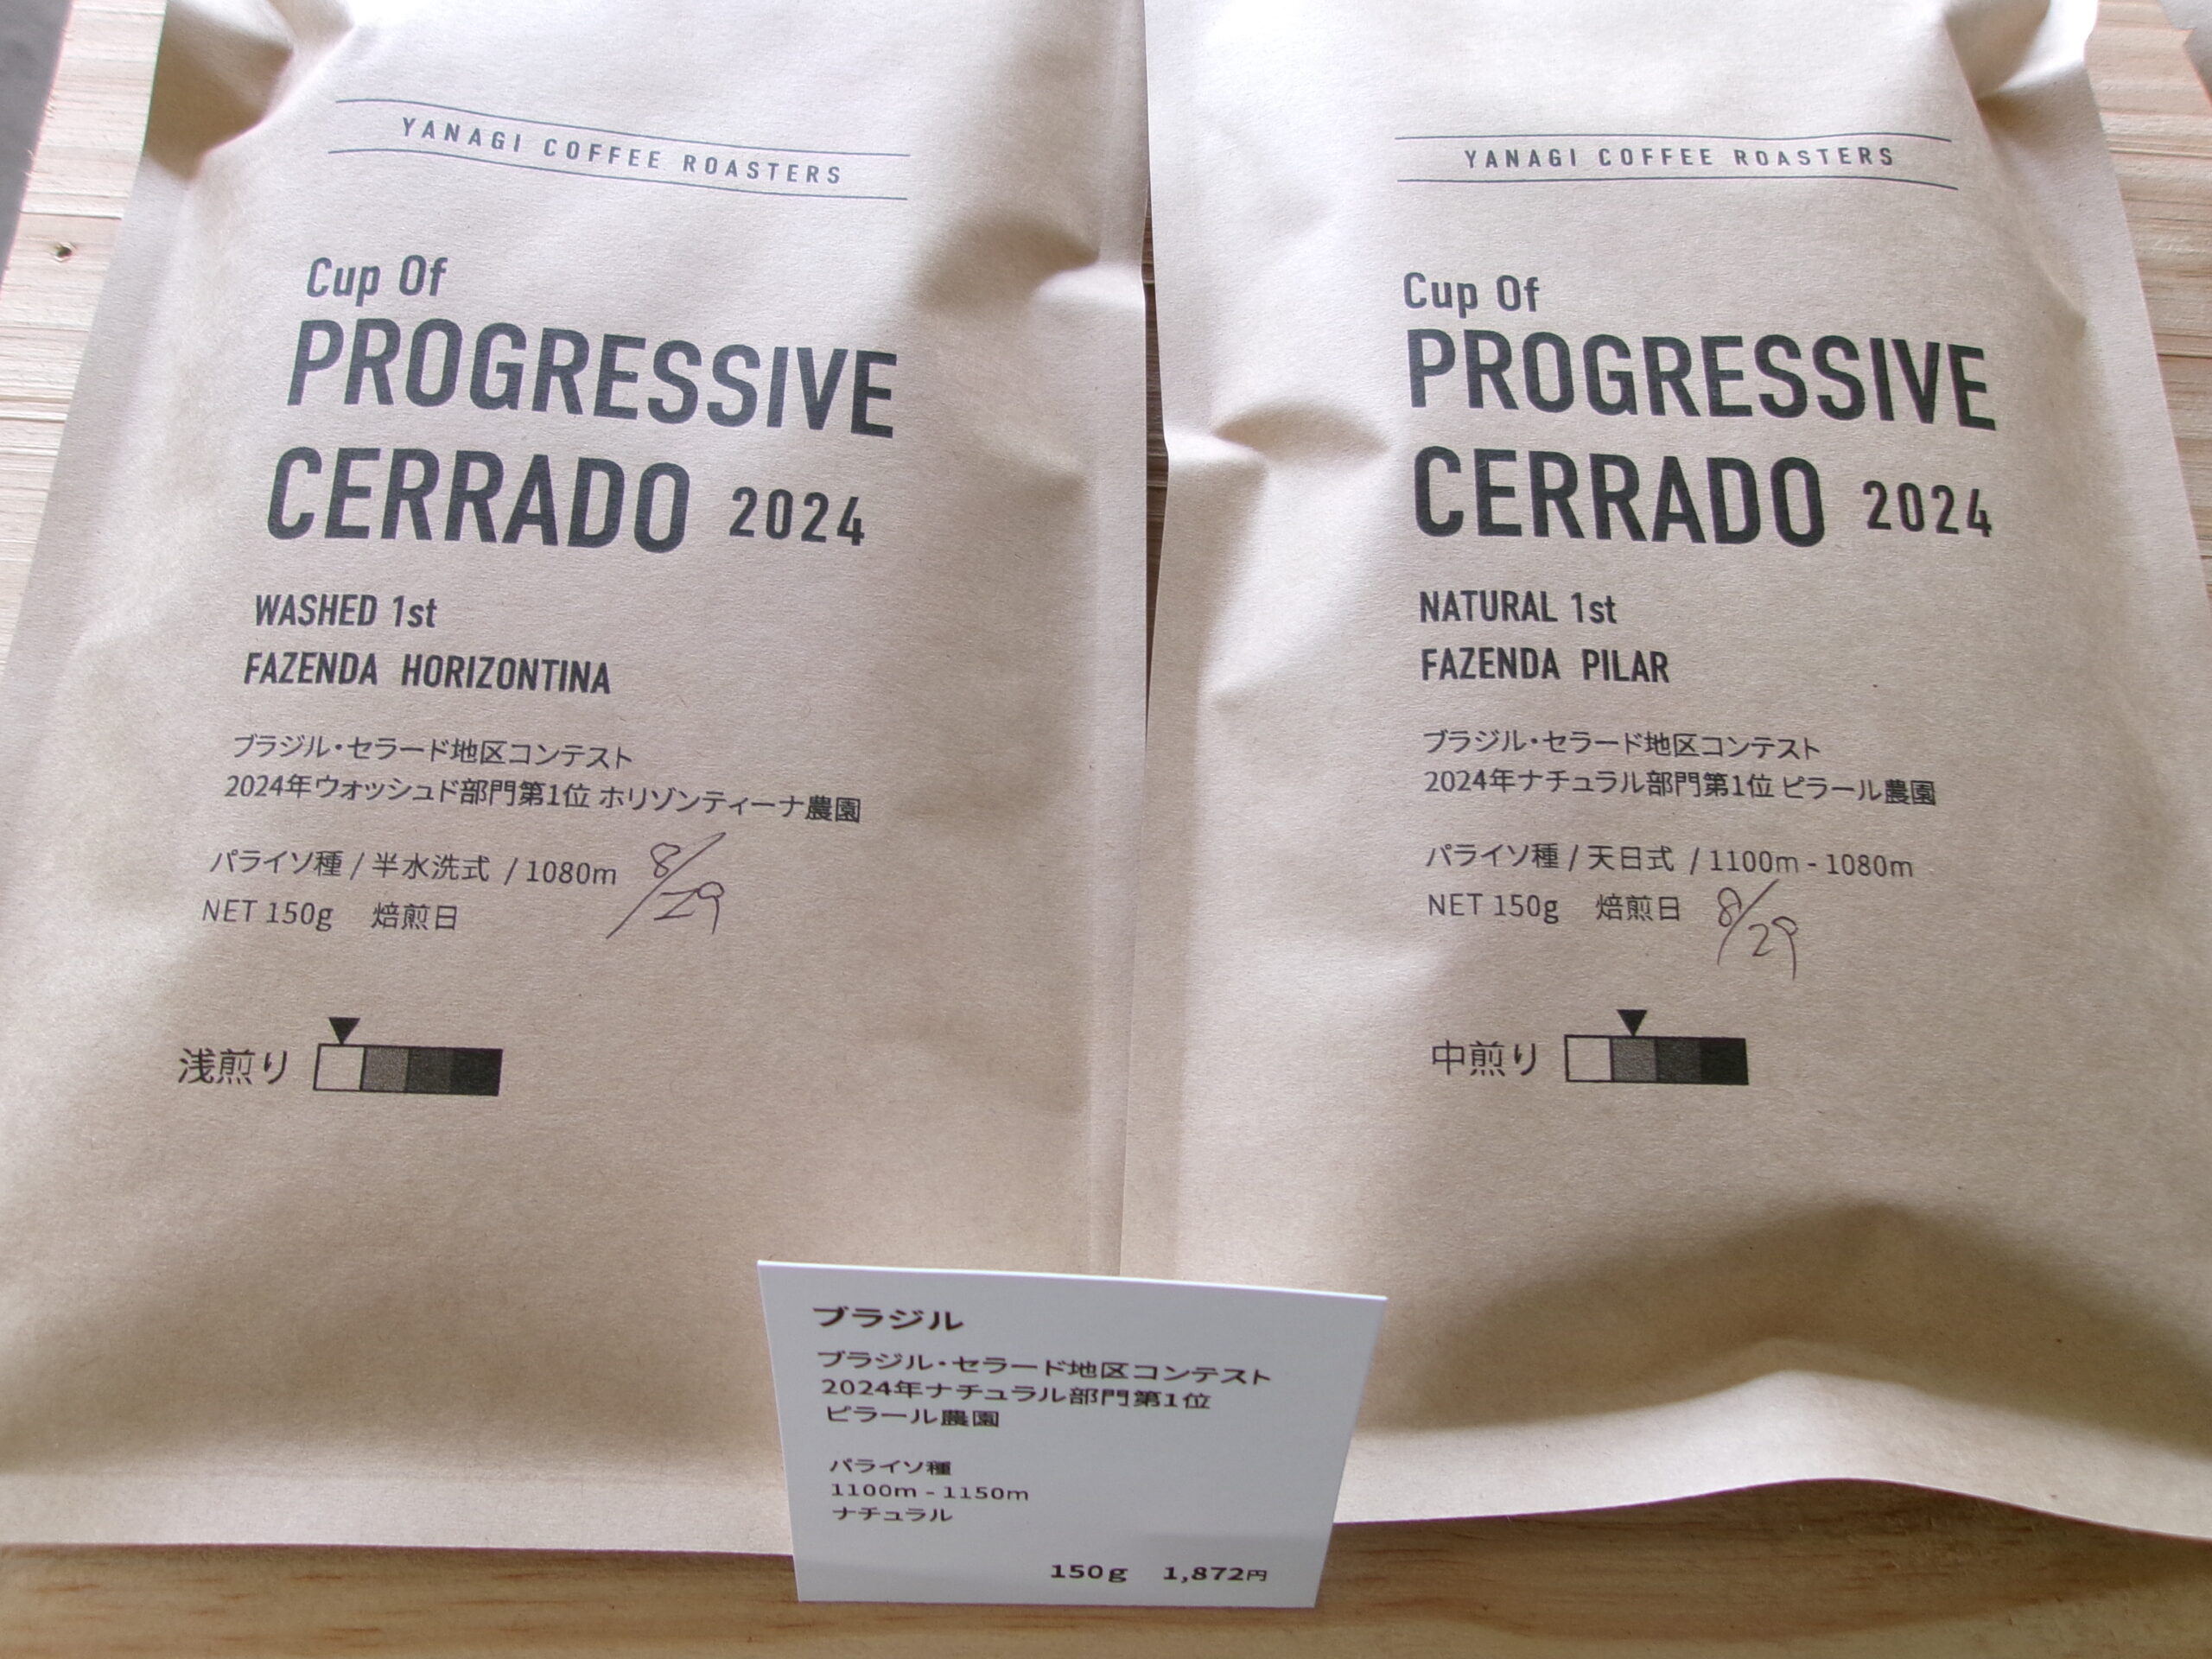 YANAGI COFFEE ROASTERS
Cup Of
PROGRESSIVE
CERRADO 2024
WASHED 1st
FAZENDA HORIZONTINA
ブラジル・セラード地区コンテスト
2024年ウォッシュド部門第1位 ホリゾンティーナ農園
パライソ種 / 半水洗式 / 1080m
NET 150g 焙煎日 8/29
浅煎り
YANAGI COFFEE ROASTERS
Cup Of
PROGRESSIVE
CERRADO 2024
NATURAL 1st
FAZENDA PILAR
ブラジル・セラード地区コンテスト
2024年ナチュラル部門第1位 ピラール農園
パライソ種 / 天日式 / 1100m - 1080m
NET 150g 焙煎日 8/29
中煎り
ブラジル
ブラジル・セラード地区コンテスト
2024年ナチュラル部門第1位
ピラール農園
パライソ種
1100m - 1150m
ナチュラル
150g 1,872円